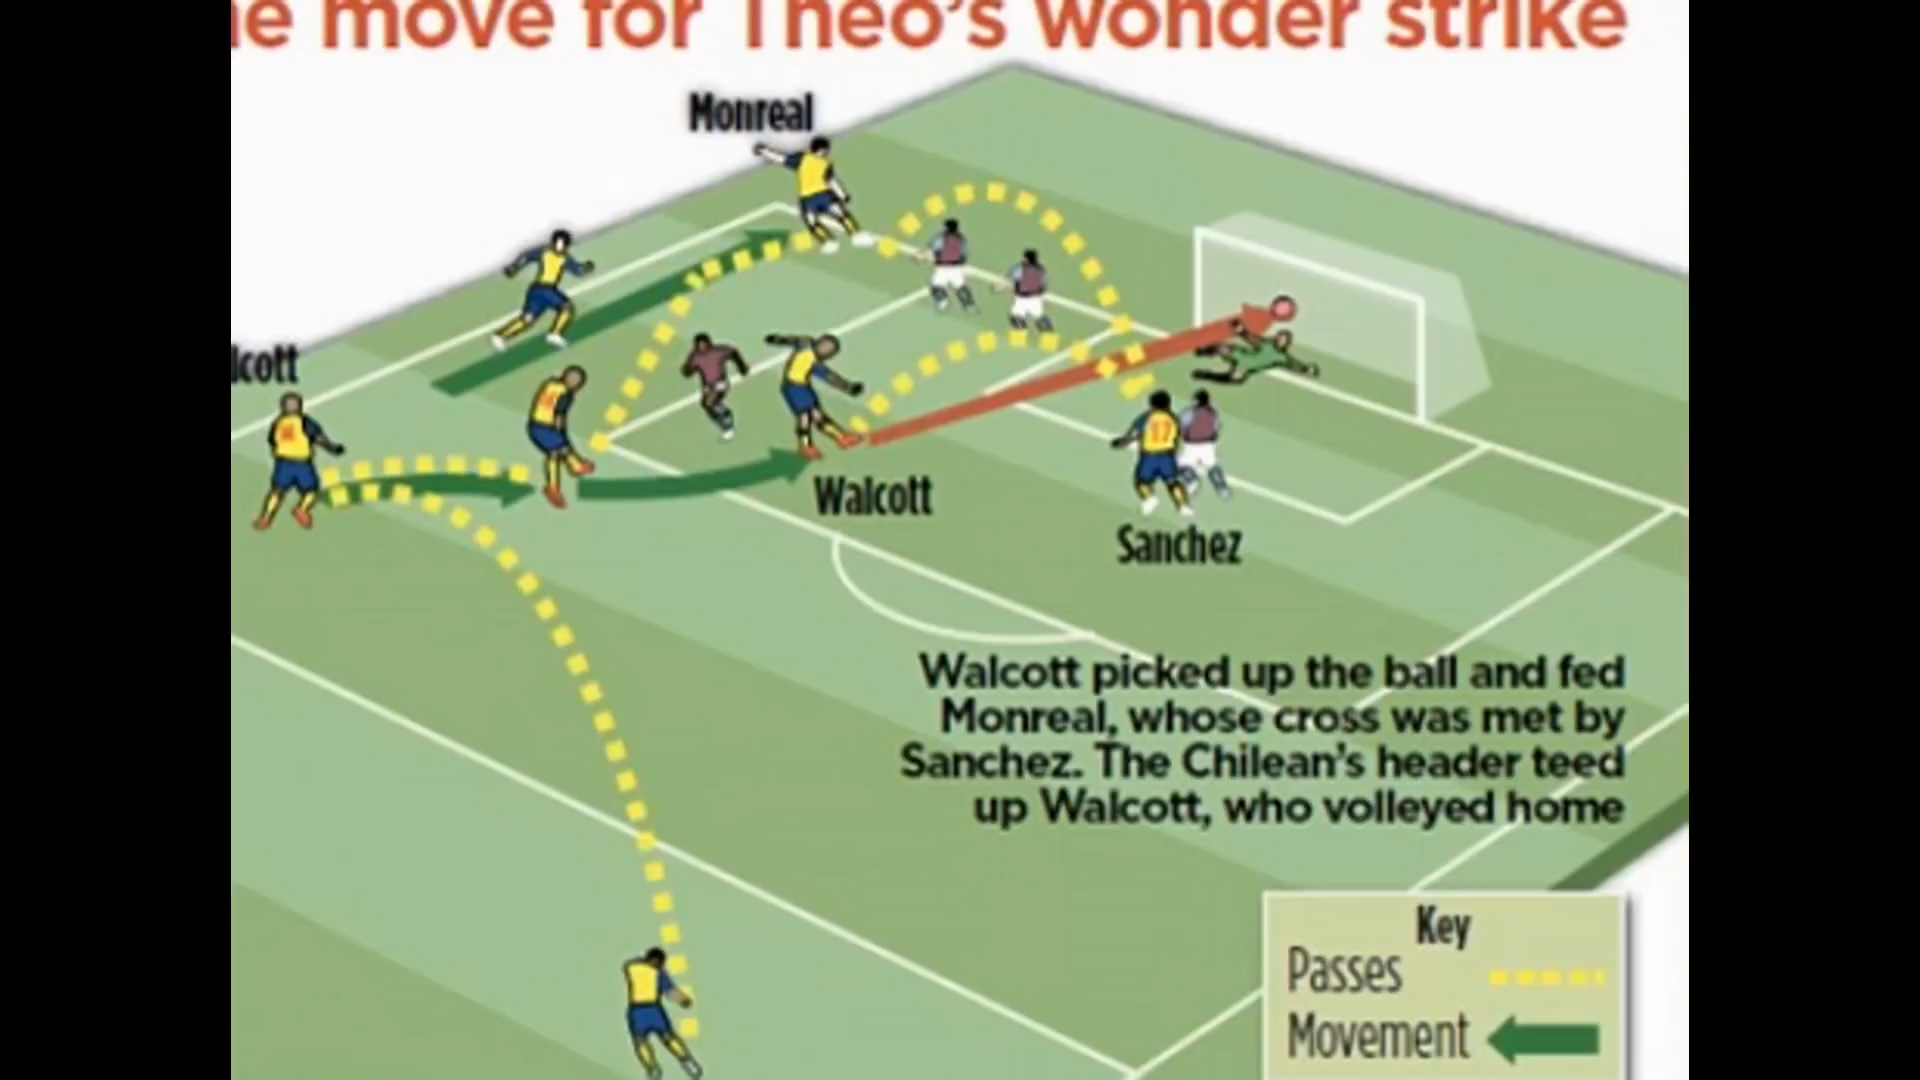 e move for Theo's wonder strike
Monreal
lcott
Walcott
17
Sanchez
Walcott picked up the ball and fed
Monreal, whose cross was met by
Sanchez. The Chilean's header teed
up Walcott, who volleyed home
Key
Passes
Movement